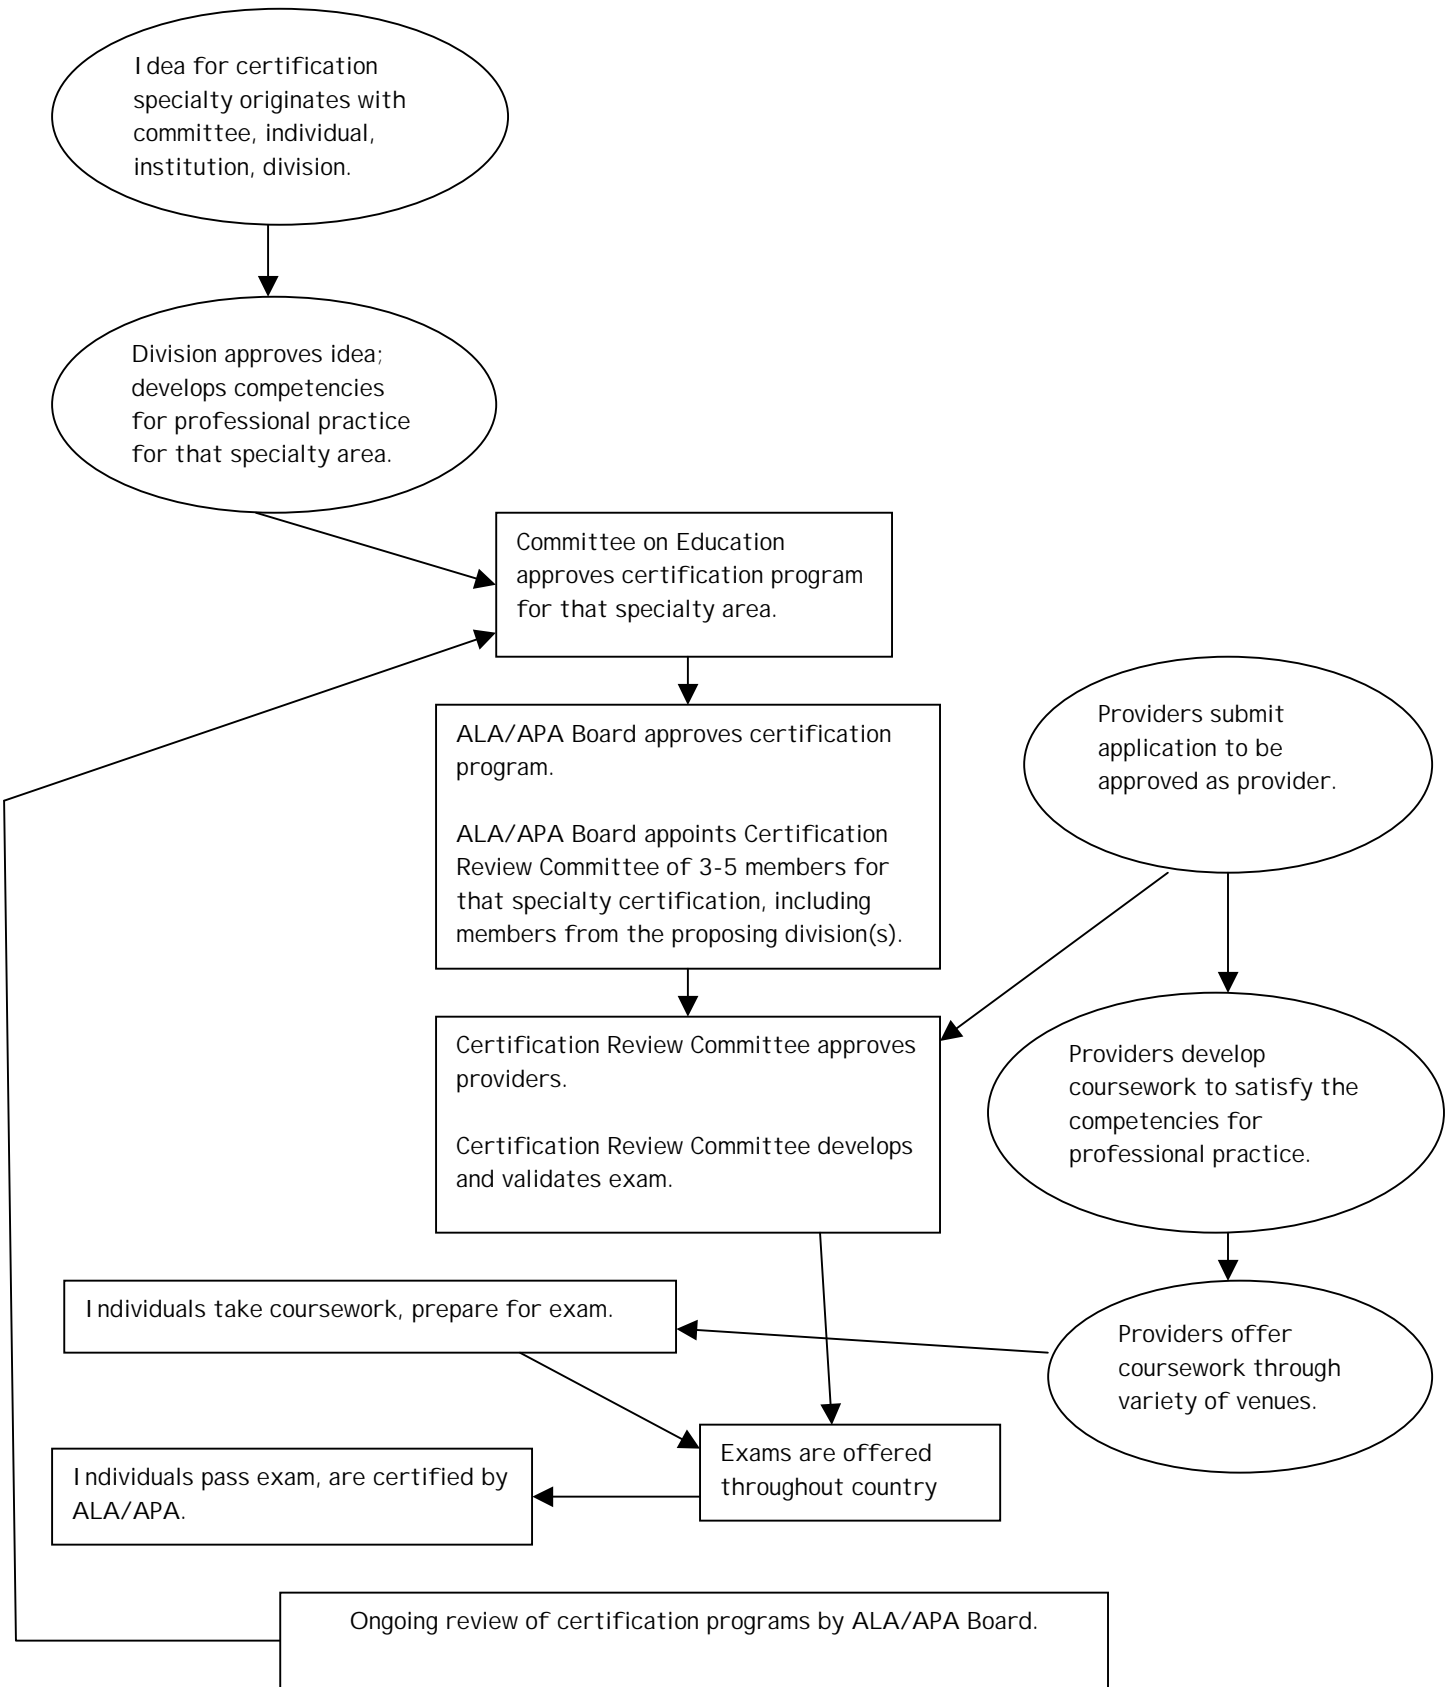 Idea for certification
specialty originates with
committee, individual,
institution, division.
Division approves idea;
develops competencies
for professional practice
for that specialty area.
Committee on Education
approves certification program
for that specialty area.
ALA/APA Board approves certification
program.
ALA/APA Board appoints Certification
Review Committee of 3-5 members for
that specialty certification, including
members from the proposing division(s).
Providers submit
application to be
approved as provider.
Certification Review Committee approves
providers.
Certification Review Committee develops
and validates exam.
Providers develop
coursework to satisfy the
competencies for
professional practice.
Individuals take coursework, prepare for exam.
Providers offer
coursework through
variety of venues.
Exams are offered
throughout country
Individuals pass exam, are certified by
ALA/APA.
Ongoing review of certification programs by ALA/APA Board.